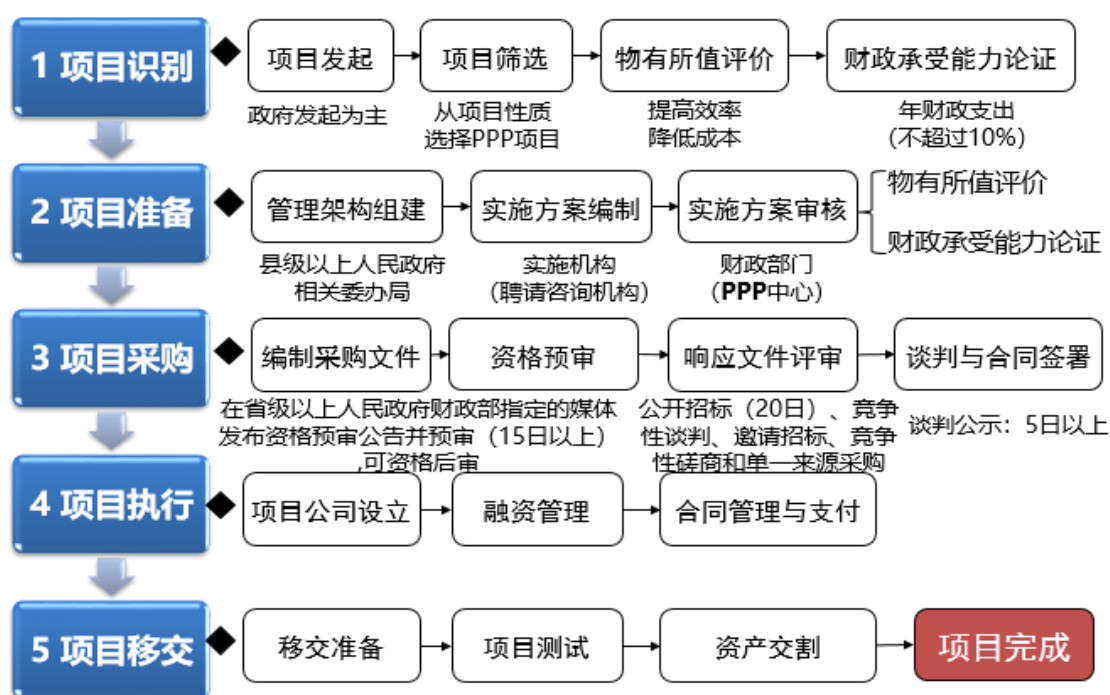 1 项目识别
项目发起
项目筛选
物有所值评价
财政承受能力论证
政府发起为主
从项目性质
选择PPP项目
提高效率
降低成本
年财政支出
（不超过10%）
2 项目准备
管理架构组建
实施方案编制
实施方案审核
物有所值评价
财政承受能力论证
县级以上人民政府
相关委办局
实施机构
（聘请咨询机构）
财政部门
（PPP中心）
3 项目采购
编制采购文件
资格预审
响应文件评审
谈判与合同签署
在省级以上人民政府财政部指定的媒体
发布资格预审公告并预审（15日以上）
,可资格后审
公开招标（20日）、竞争
性谈判、邀请招标、竞争
性磋商和单一来源采购
谈判公示：5日以上
4 项目执行
项目公司设立
融资管理
合同管理与支付
5 项目移交
移交准备
项目测试
资产交割
项目完成